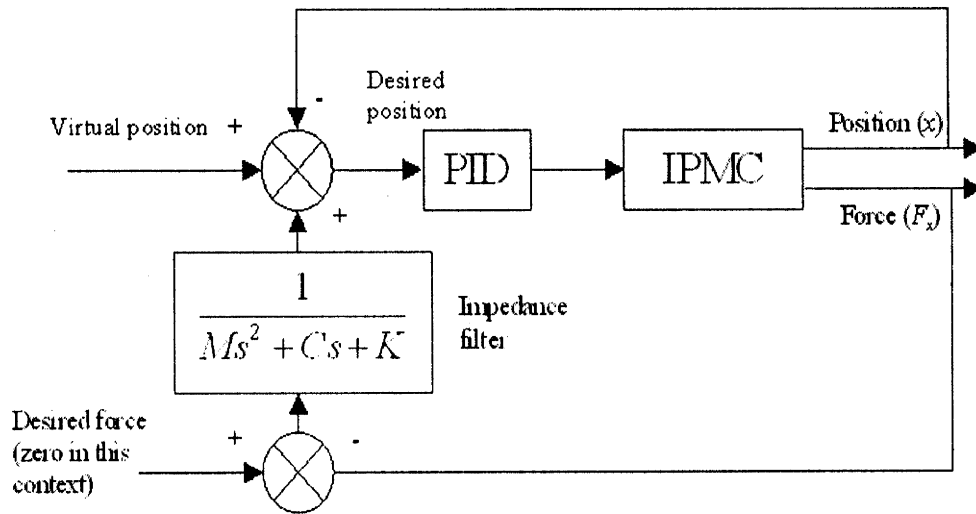 -
Desired
position
Virtual position
+
Position (x)
PID
IPMC
+
Force (Fₓ)
1
Ms² + Cs + K
Impedance
filter
Desired force
(zero in this
context)
+
-